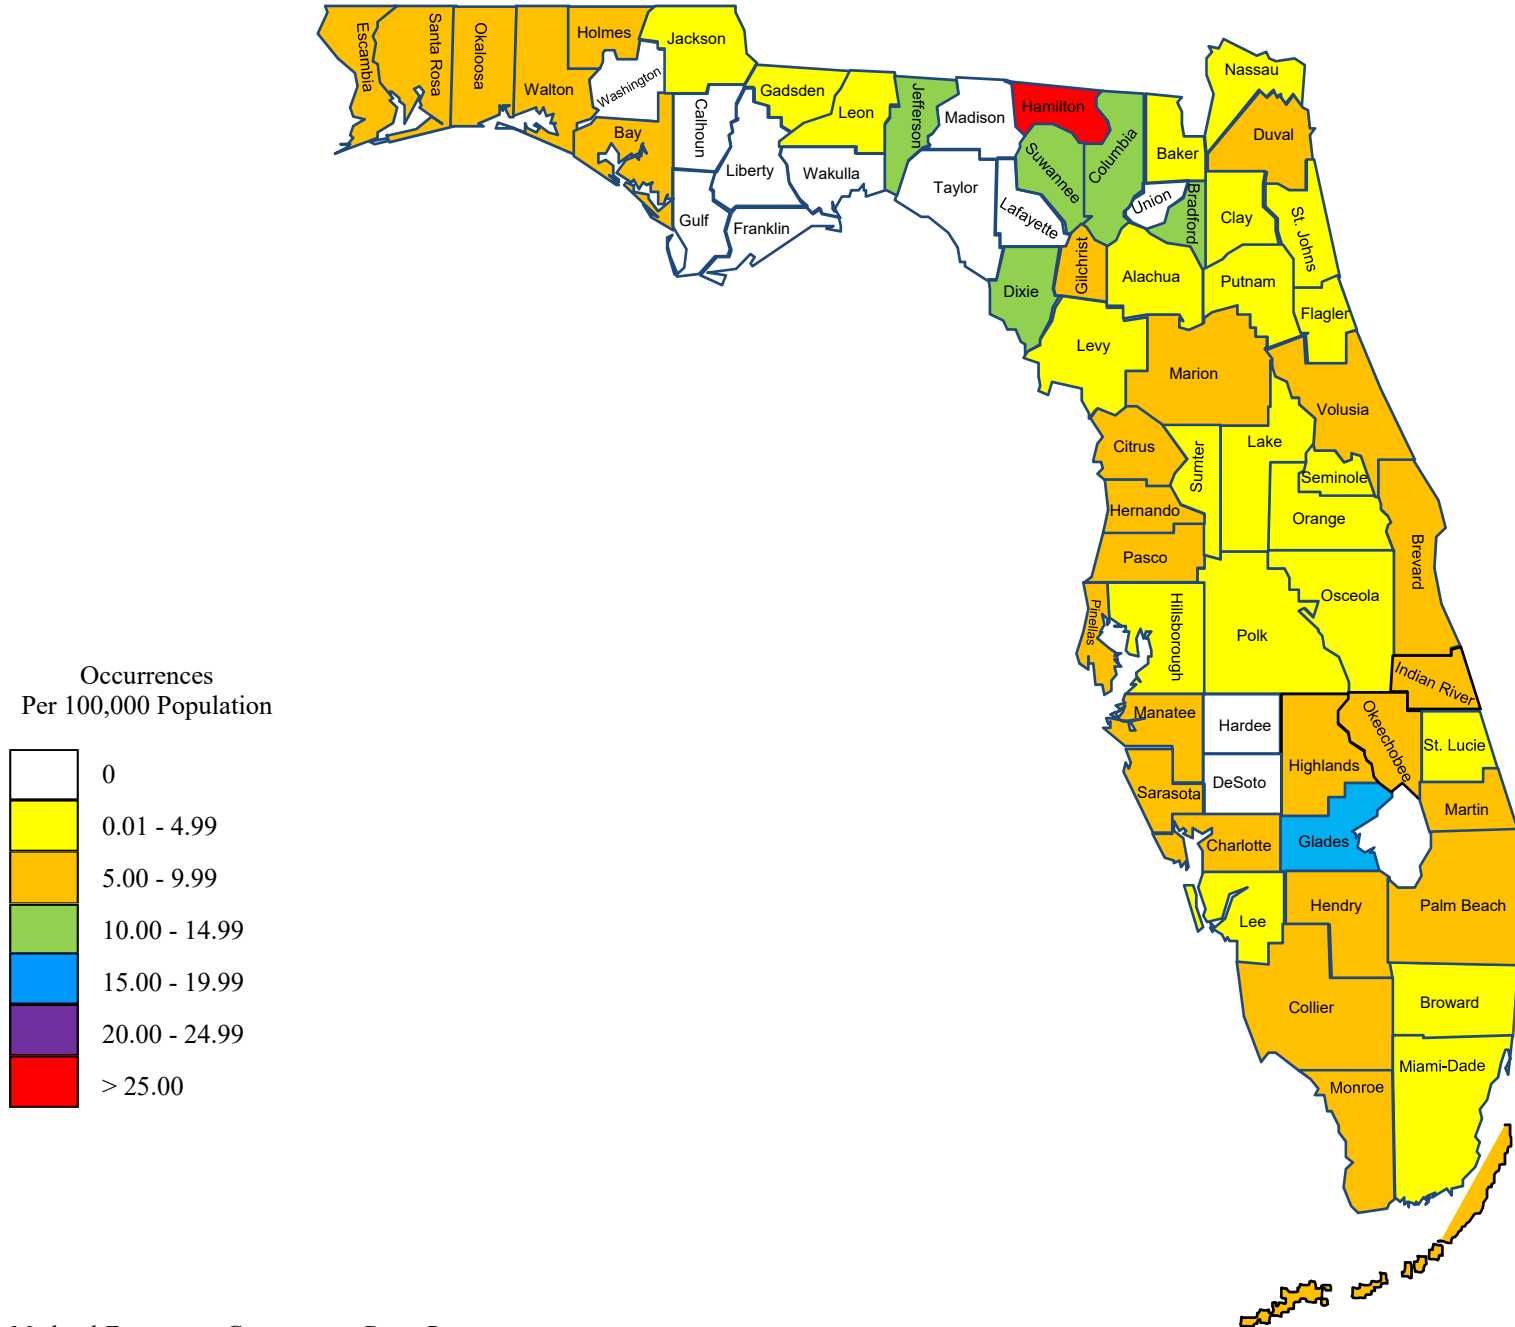 Escambia
Santa Rosa
Okaloosa
Walton
Holmes
Washington
Jackson
Bay
Calhoun
Gulf
Liberty
Franklin
Gadsden
Leon
Wakulla
Jefferson
Madison
Taylor
Hamilton
Suwannee
Lafayette
Columbia
Dixie
Gilchrist
Baker
Union
Bradford
Nassau
Duval
Clay
St. Johns
Alachua
Putnam
Flagler
Levy
Marion
Volusia
Citrus
Sumter
Lake
Seminole
Hernando
Orange
Pasco
Brevard
Pinellas
Hillsborough
Polk
Osceola
Indian River
Manatee
Hardee
Highlands
Okeechobee
St. Lucie
Sarasota
DeSoto
Martin
Charlotte
Glades
Lee
Hendry
Palm Beach
Collier
Broward
Miami-Dade
Monroe
Occurrences
Per 100,000 Population
0
0.01 - 4.99
5.00 - 9.99
10.00 - 14.99
15.00 - 19.99
20.00 - 24.99
> 25.00